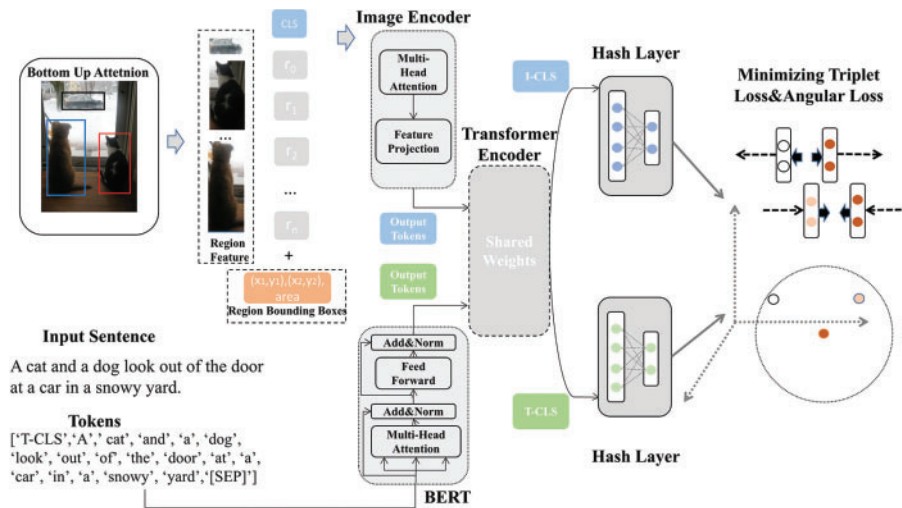 Bottom Up Attetnion
CLS
r0
r1
...
r2
...
rn
+
Region
Feature
(x1,y1),(x2,y2),
area
Region Bounding Boxes
Image Encoder
Multi-
Head
Attention
Feature
Projection
Output
Tokens
Output
Tokens
Transformer
Encoder
Shared
Weights
I-CLS
T-CLS
Hash Layer
Hash Layer
Minimizing Triplet
Loss&Angular Loss
Input Sentence
A cat and a dog look out of the door
at a car in a snowy yard.
Tokens
[‘T-CLS’,‘A’,’ cat’, ‘and’, ‘a’, ‘dog’,
‘look’, ‘out’, ‘of’, ‘the’, ‘door’, ‘at’, ‘a’,
‘car’, ‘in’, ‘a’, ‘snowy’, ‘yard’,‘[SEP]’]
Add&Norm
Feed
Forward
Add&Norm
Multi-Head
Attention
BERT